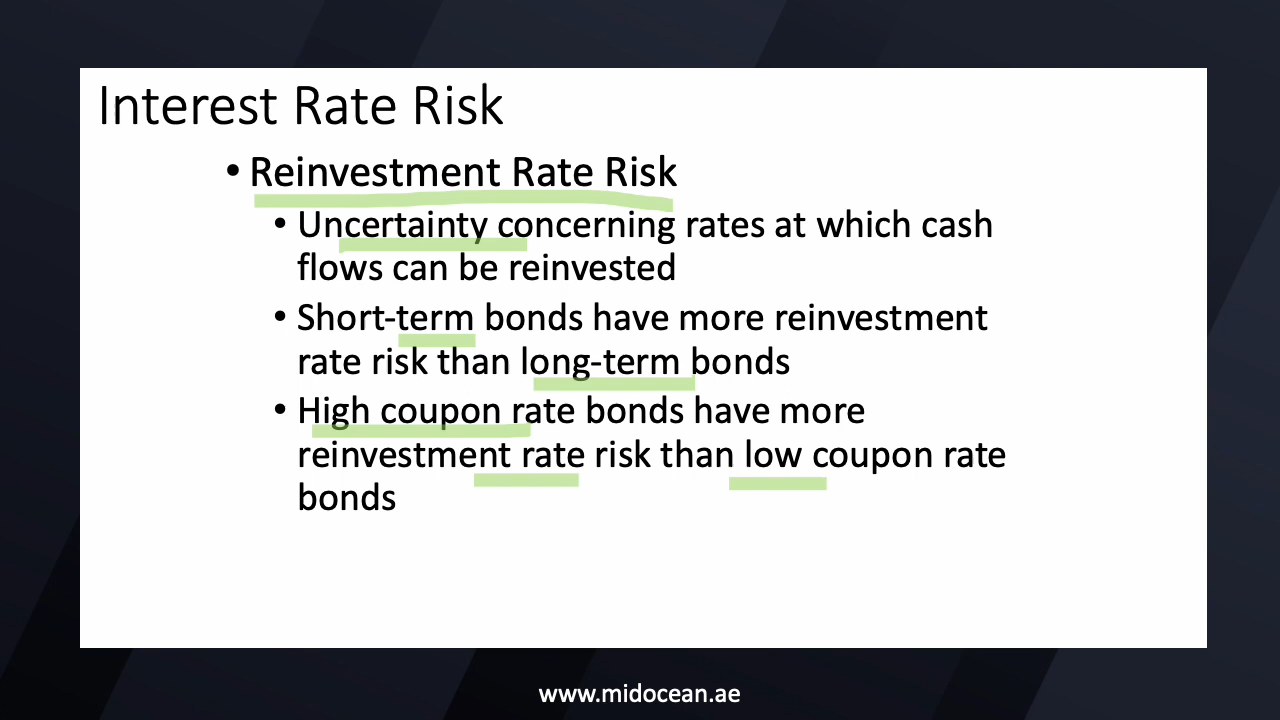 Interest Rate Risk
• Reinvestment Rate Risk
• Uncertainty concerning rates at which cash
flows can be reinvested
• Short-term bonds have more reinvestment
rate risk than long-term bonds
• High coupon rate bonds have more
reinvestment rate risk than low coupon rate
bonds
www.midocean.ae